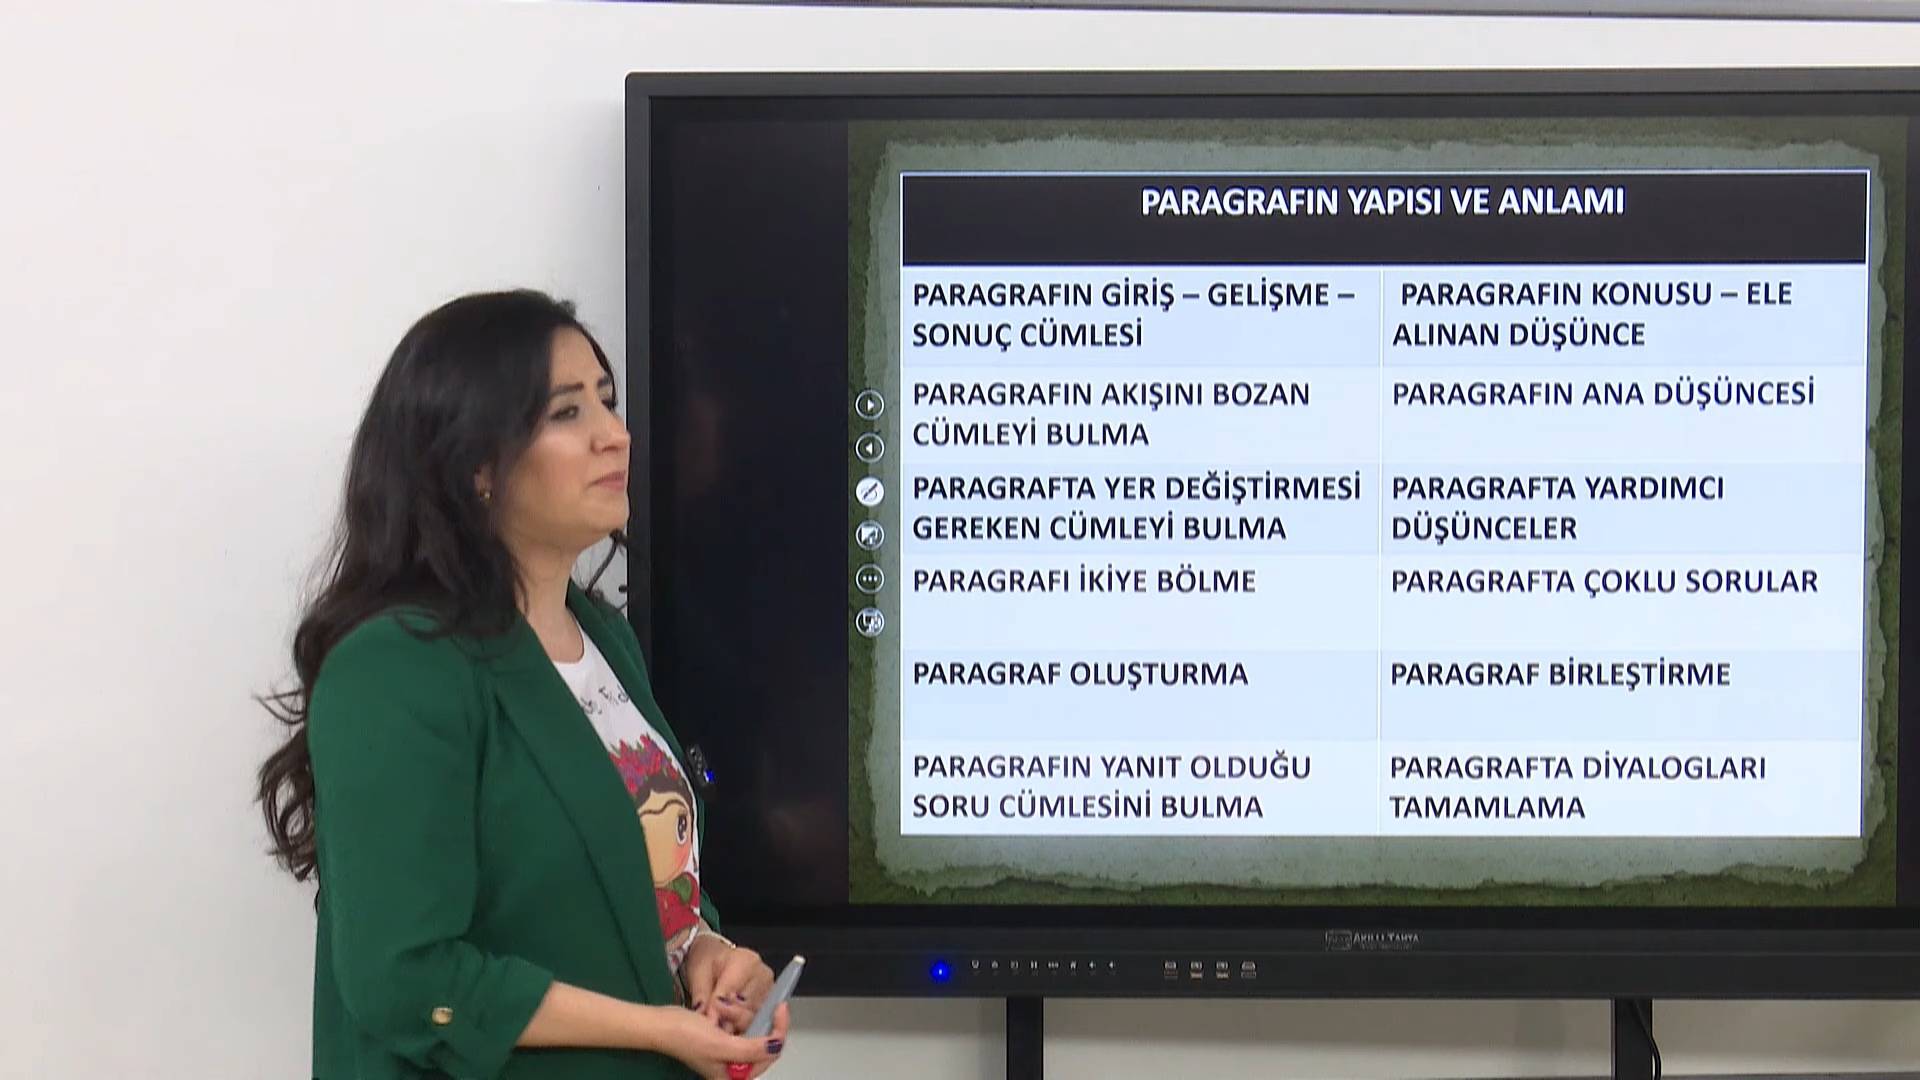 PARAGRAFIN YAPISI VE ANLAMI
PARAGRAFIN GİRİŞ – GELİŞME –
SONUÇ CÜMLESİ
PARAGRAFIN KONUSU – ELE
ALINAN DÜŞÜNCE
PARAGRAFIN AKIŞINI BOZAN
CÜMLEYİ BULMA
PARAGRAFIN ANA DÜŞÜNCESİ
PARAGRAFTA YER DEĞİŞTİRMESİ
GEREKEN CÜMLEYİ BULMA
PARAGRAFTA YARDIMCI
DÜŞÜNCELER
PARAGRAFI İKİYE BÖLME
PARAGRAFTA ÇOKLU SORULAR
PARAGRAF OLUŞTURMA
PARAGRAF BİRLEŞTİRME
PARAGRAFIN YANIT OLDUĞU
SORU CÜMLESİNİ BULMA
PARAGRAFTA DİYALOGLARI
TAMAMLAMA
AKILLI TAHTA